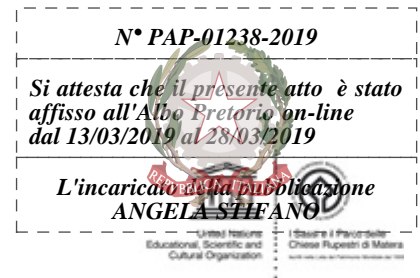 N° PAP-01238-2019
Si attesta che il presente atto è stato
affisso all'Albo Pretorio on-line
dal 13/03/2019 al 28/03/2019
L'incaricato della pubblicazione
ANGELA STIFANO
REPVBBLICA ITALIANA
United Nations
Educational, Scientific and
Cultural Organization
I Sassi e il Parco delle
Chiese Rupestri di Matera